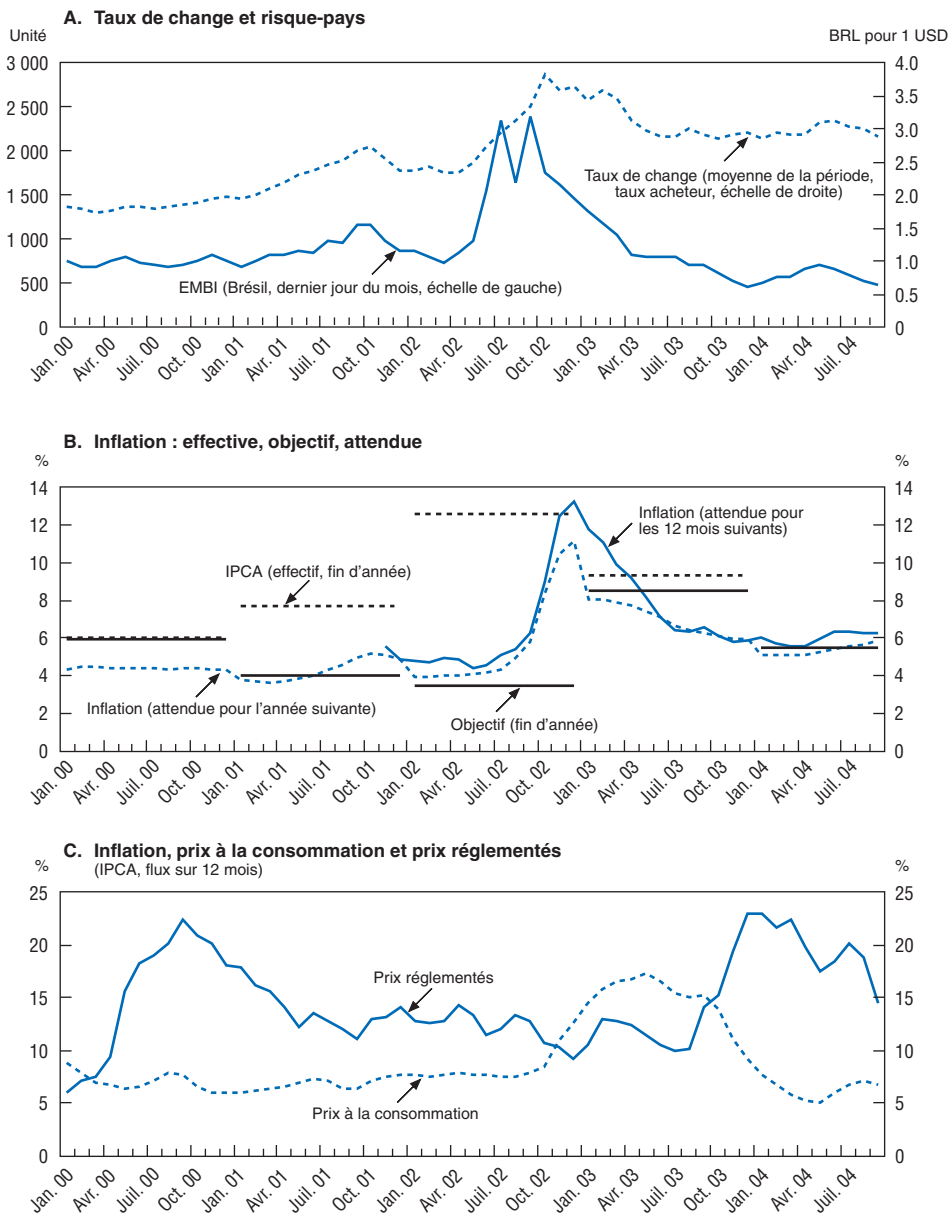 A. Taux de change et risque-pays
Unité
BRL pour 1 USD
3 000
4.0
2 500
3.5
3.0
2 000
2.5
1 500
2.0
1.5
1 000
1.0
500
0.5
0
0
Taux de change (moyenne de la période,
taux acheteur, échelle de droite)
EMBI (Brésil, dernier jour du mois, échelle de gauche)
Jan. 00
Avr. 00
Juil. 00
Oct. 00
Jan. 01
Avr. 01
Juil. 01
Oct. 01
Jan. 02
Avr. 02
Juil. 02
Oct. 02
Jan. 03
Avr. 03
Juil. 03
Oct. 03
Jan. 04
Avr. 04
Juil. 04
B. Inflation : effective, objectif, attendue
%
%
14
14
12
12
10
10
8
8
6
6
4
4
2
2
0
0
Inflation (attendue pour
les 12 mois suivants)
IPCA (effectif, fin d'année)
Inflation (attendue pour l'année suivante)
Objectif (fin d'année)
Jan. 00
Avr. 00
Juil. 00
Oct. 00
Jan. 01
Avr. 01
Juil. 01
Oct. 01
Jan. 02
Avr. 02
Juil. 02
Oct. 02
Jan. 03
Avr. 03
Juil. 03
Oct. 03
Jan. 04
Avr. 04
Juil. 04
C. Inflation, prix à la consommation et prix réglementés
(IPCA, flux sur 12 mois)
%
%
25
25
20
20
15
15
10
10
5
5
0
0
Prix réglementés
Prix à la consommation
Jan. 00
Avr. 00
Juil. 00
Oct. 00
Jan. 01
Avr. 01
Juil. 01
Oct. 01
Jan. 02
Avr. 02
Juil. 02
Oct. 02
Jan. 03
Avr. 03
Juil. 03
Oct. 03
Jan. 04
Avr. 04
Juil. 04